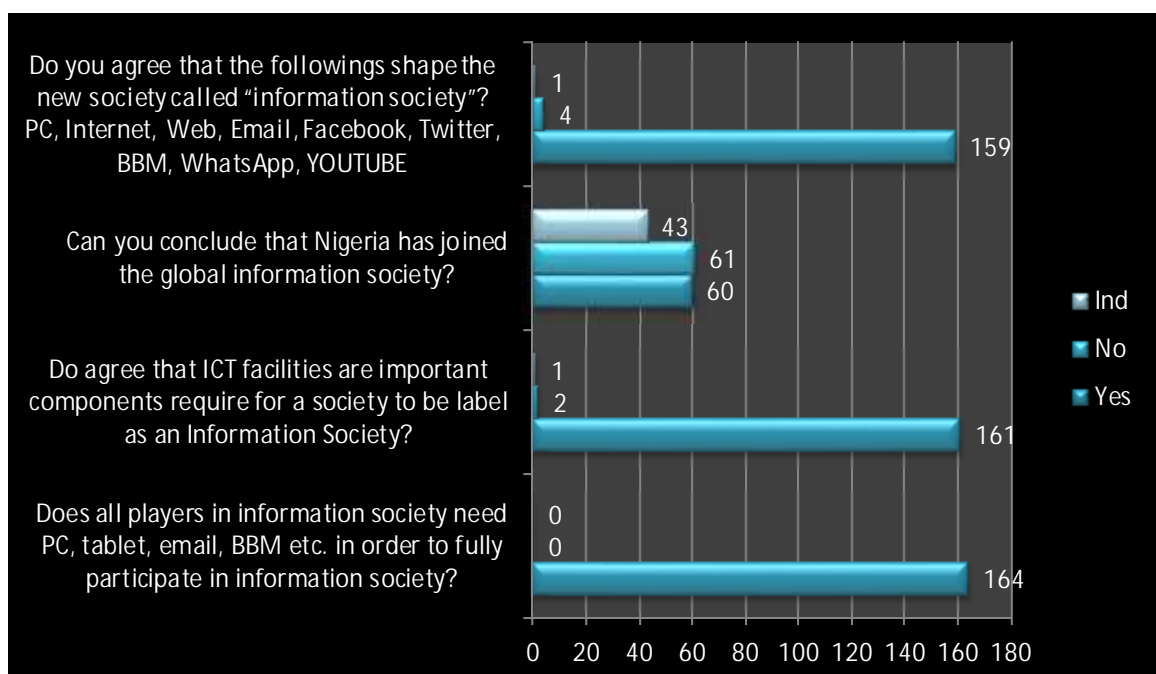 Do you agree that the followings shape the
new society called “information society”?
PC, Internet, Web, Email, Facebook, Twitter,
BBM, WhatsApp, YOUTUBE
1
4
159
Can you conclude that Nigeria has joined
the global information society?
43
61
60
Do agree that ICT facilities are important
components require for a society to be label
as an Information Society?
1
2
161
Does all players in information society need
PC, tablet, email, BBM etc. in order to fully
participate in information society?
0
0
164
Ind
No
Yes
0 20 40 60 80 100 120 140 160 180